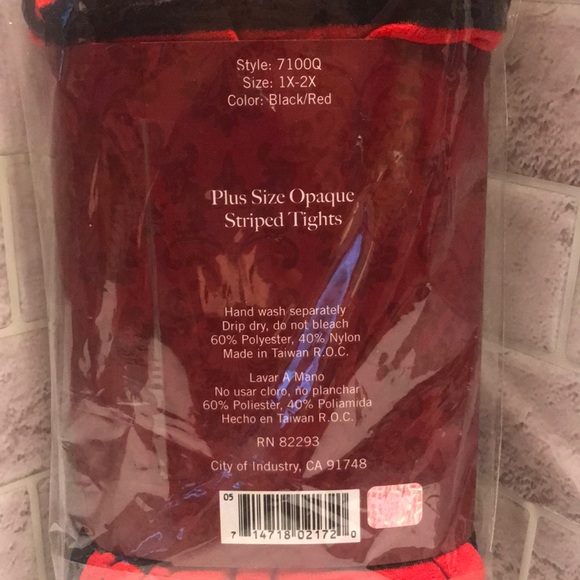 Style: 7100Q
Size: 1X-2X
Color: Black/Red
Plus Size Opaque
Striped Tights
Hand wash separately
Drip dry, do not bleach
60% Polyester, 40% Nylon
Made in Taiwan R.O.C.
Lavar A Mano
No usar cloro, no planchar
60% Poliester, 40% Poliamida
Hecho en Taiwan R.O.C.
RN 82293
City of Industry, CA 91748
05
7 14718 02172 0